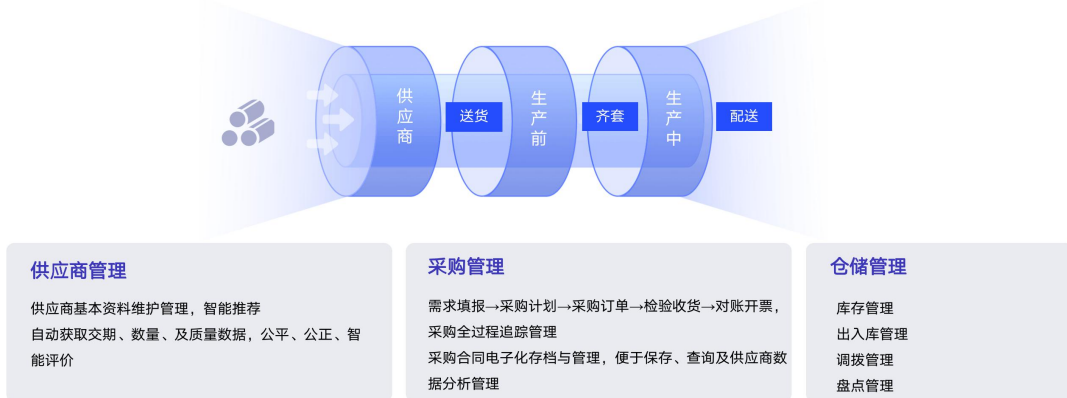 供应商
送货
生产前
齐套
生产中
配送
供应商管理
供应商基本资料维护管理，智能推荐
自动获取交期、数量、及质量数据，公平、公正、智
能评价
采购管理
需求填报→采购计划→采购订单→检验收货→对账开票，
采购全过程追踪管理
采购合同电子化存档与管理，便于保存、查询及供应商数
据分析管理
仓储管理
库存管理
出入库管理
调拨管理
盘点管理